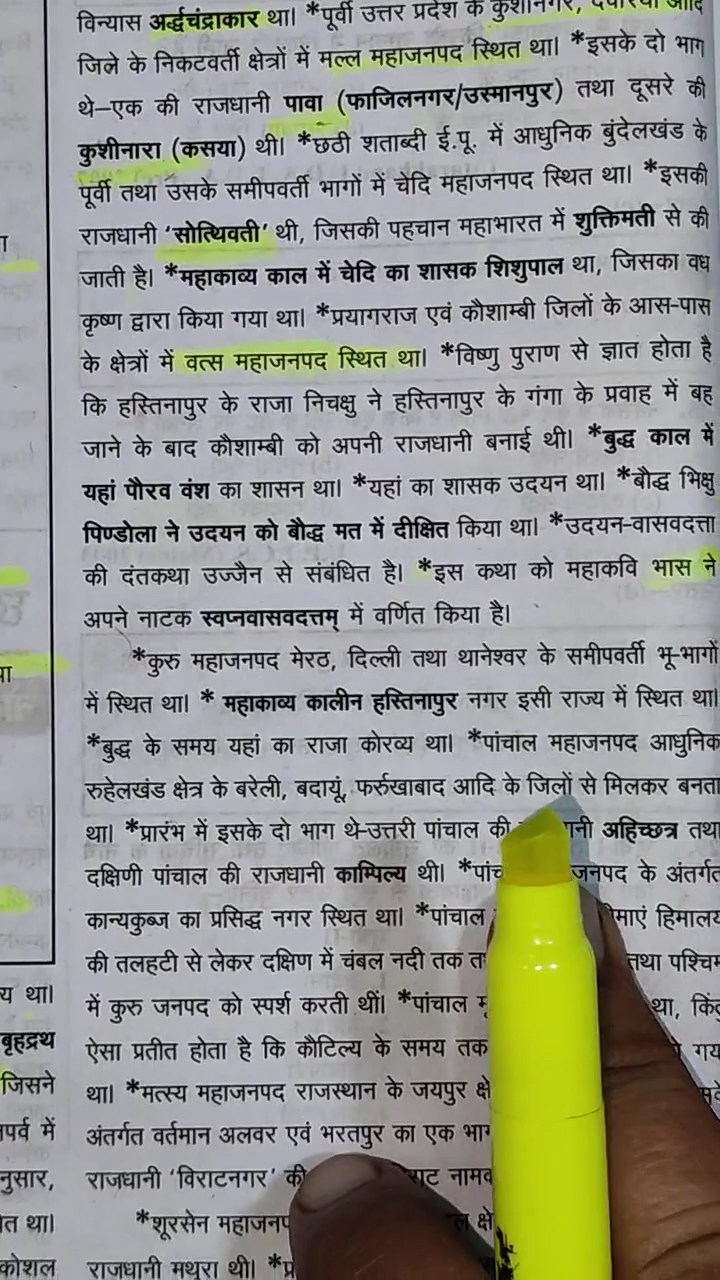 विन्यास अर्द्धचंद्राकार था। *पूर्वी उत्तर प्रदेश के कुशीनगर, देवरिया आदि
जिले के निकटवर्ती क्षेत्रों में मल्ल महाजनपद स्थित था। *इसके दो भाग
थे–एक की राजधानी पावा (फाजिलनगर/उस्मानपुर) तथा दूसरे की
कुशीनारा (कसया) थी। *छठी शताब्दी ई.पू. में आधुनिक बुंदेलखंड के
पूर्वी तथा उसके समीपवर्ती भागों में चेदि महाजनपद स्थित था। *इसकी
राजधानी ‘सोत्थिवती’ थी, जिसकी पहचान महाभारत में शुक्तिमती से की
जाती है। *महाकाव्य काल में चेदि का शासक शिशुपाल था, जिसका वध
कृष्ण द्वारा किया गया था। *प्रयागराज एवं कौशाम्बी जिलों के आस-पास
के क्षेत्रों में वत्स महाजनपद स्थित था। *विष्णु पुराण से ज्ञात होता है
कि हस्तिनापुर के राजा निचक्षु ने हस्तिनापुर के गंगा के प्रवाह में बह
जाने के बाद कौशाम्बी को अपनी राजधानी बनाई थी। *बुद्ध काल में
यहां पौरव वंश का शासन था। *यहां का शासक उदयन था। *बौद्ध भिक्षु
पिण्डोला ने उदयन को बौद्ध मत में दीक्षित किया था। *उदयन-वासवदत्ता
की दंतकथा उज्जैन से संबंधित है। *इस कथा को महाकवि भास ने
अपने नाटक स्वप्नवासवदत्तम् में वर्णित किया है।
*कुरु महाजनपद मेरठ, दिल्ली तथा थानेश्वर के समीपवर्ती भू-भागों
में स्थित था। * महाकाव्य कालीन हस्तिनापुर नगर इसी राज्य में स्थित था।
*बुद्ध के समय यहां का राजा कोरव्य था। *पांचाल महाजनपद आधुनिक
रुहेलखंड क्षेत्र के बरेली, बदायूं, फर्रुखाबाद आदि के जिलों से मिलकर बनता
था। *प्रारंभ में इसके दो भाग थे-उत्तरी पांचाल की अहिच्छत्र तथा
दक्षिणी पांचाल की राजधानी काम्पिल्य थी। जनपद के अंतर्गत
कान्यकुब्ज का प्रसिद्ध नगर स्थित था। *पांचाल हिमालय
की तलहटी से लेकर दक्षिण में चंबल नदी तक तथा पश्चिम
में कुरु जनपद को स्पर्श करती थीं। *पांचाल था,
ऐसा प्रतीत होता है कि कौटिल्य के समय तक
था। *मत्स्य महाजनपद राजस्थान के जयपुर
अंतर्गत वर्तमान अलवर एवं भरतपुर का एक
राजधानी ‘विराटनगर’ की
*शूरसेन
राजधानी मथुरा थी।
य था।
बृहद्रथ
जिसने
में
था।
कोशल